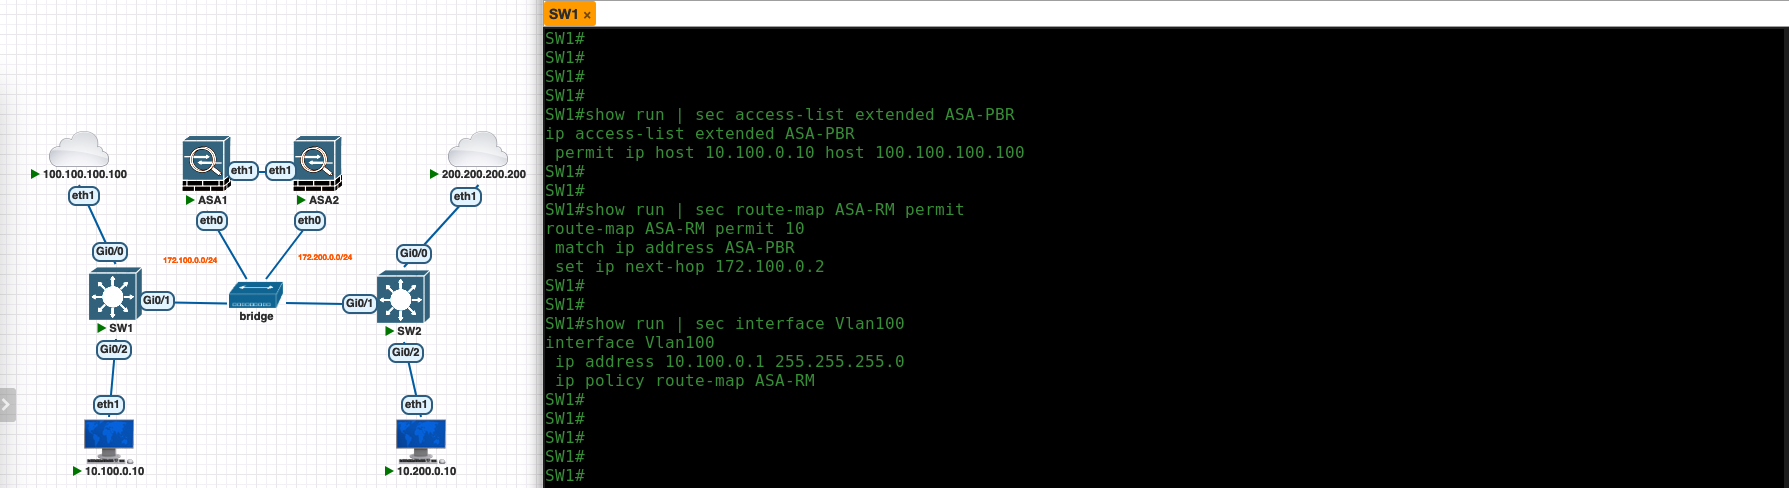 100.100.100.100
eth1
Gi0/0
Gi0/1
SW1
Gi0/2
eth1
10.100.0.10
eth1
eth1
ASA1
ASA2
eth0
eth0
172.100.0.0/24
172.200.0.0/24
bridge
200.200.200.200
eth1
Gi0/0
Gi0/1
SW2
Gi0/2
eth1
10.200.0.10
SW1 ×
SW1#
SW1#
SW1#
SW1#
SW1#show run | sec access-list extended ASA-PBR
ip access-list extended ASA-PBR
 permit ip host 10.100.0.10 host 100.100.100.100
SW1#
SW1#
SW1#show run | sec route-map ASA-RM permit
route-map ASA-RM permit 10
 match ip address ASA-PBR
 set ip next-hop 172.100.0.2
SW1#
SW1#
SW1#show run | sec interface Vlan100
interface Vlan100
 ip address 10.100.0.1 255.255.255.0
 ip policy route-map ASA-RM
SW1#
SW1#
SW1#
SW1#
SW1#